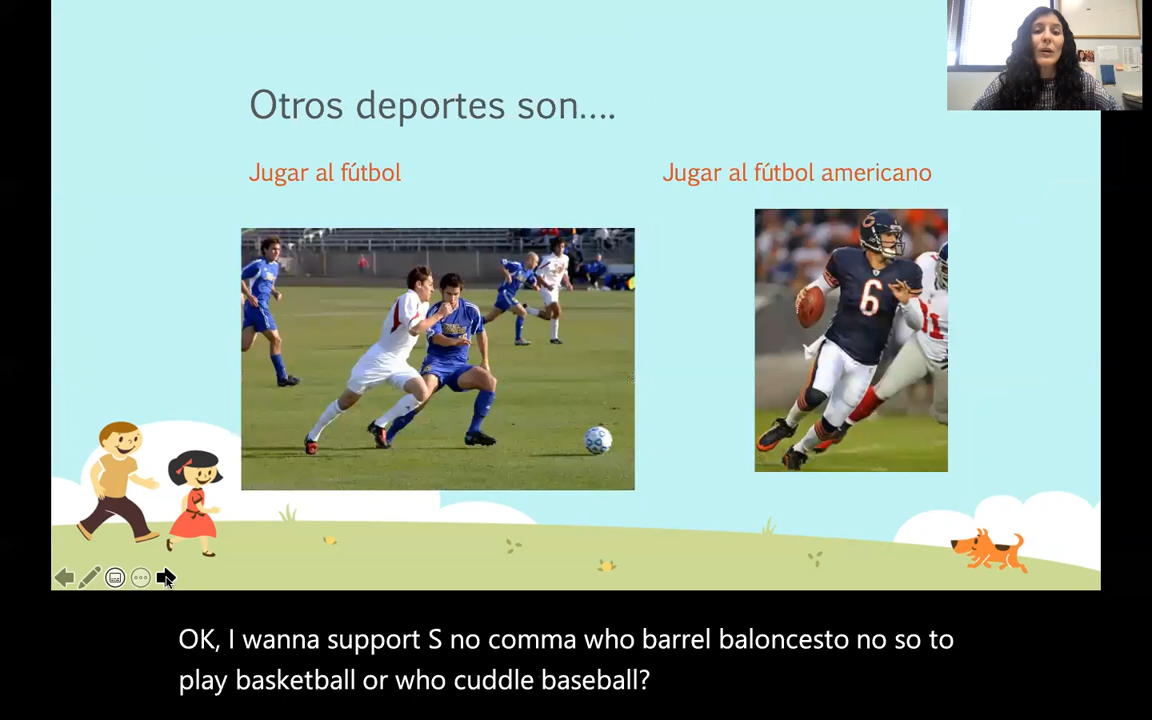 Otros deportes son....
Jugar al fútbol
Jugar al fútbol americano
6
OK, I wanna support S no comma who barrel baloncesto no so to
play basketball or who cuddle baseball?